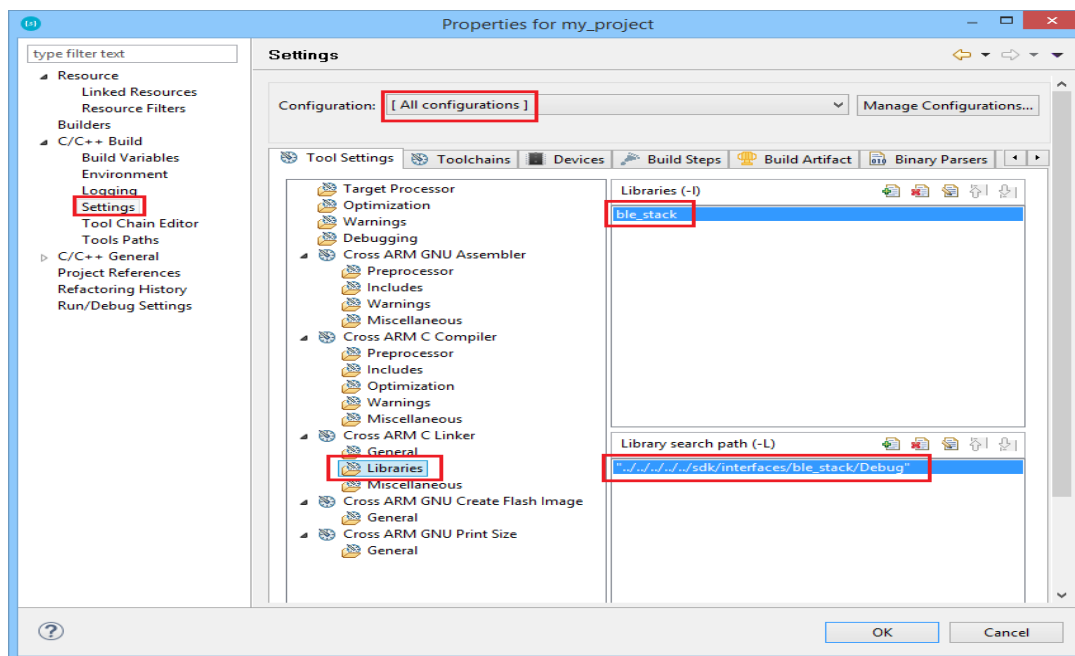 Properties for my_project
type filter text
Resource
Linked Resources
Resource Filters
Builders
C/C++ Build
Build Variables
Environment
Logging
Settings
Tool Chain Editor
Tools Paths
C/C++ General
Project References
Refactoring History
Run/Debug Settings
Settings
Configuration: [ All configurations ] Manage Configurations...
Tool Settings Toolchains Devices Build Steps Build Artifact Binary Parsers
Target Processor
Optimization
Warnings
Debugging
Cross ARM GNU Assembler
Preprocessor
Includes
Warnings
Miscellaneous
Cross ARM C Compiler
Preprocessor
Includes
Optimization
Warnings
Miscellaneous
Cross ARM C Linker
General
Libraries
Miscellaneous
Cross ARM GNU Create Flash Image
General
Cross ARM GNU Print Size
General
Libraries (-l)
ble_stack
Library search path (-L)
"../../../../../sdk/interfaces/ble_stack/Debug"
OK Cancel